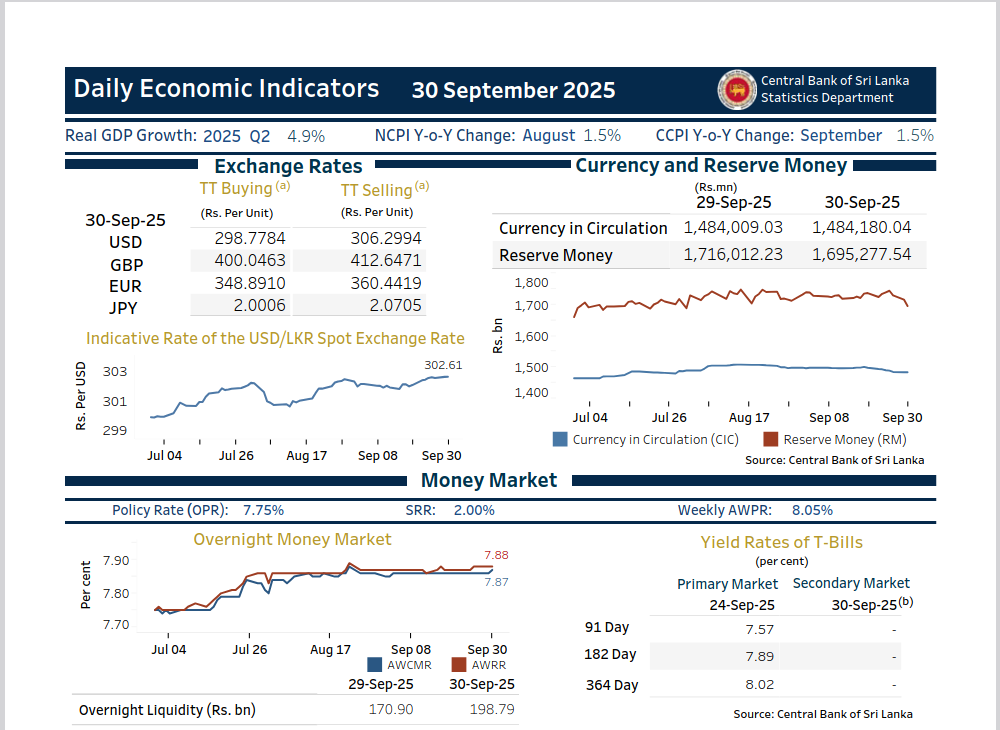 Daily Economic Indicators 30 September 2025
Central Bank of Sri Lanka
Statistics Department
Real GDP Growth: 2025 Q2 4.9% NCPI Y-o-Y Change: August 1.5% CCPI Y-o-Y Change: September 1.5%
Exchange Rates
TT Buying (a) TT Selling (a)
30-Sep-25 (Rs. Per Unit) (Rs. Per Unit)
USD 298.7784 306.2994
GBP 400.0463 412.6471
EUR 348.8910 360.4419
JPY 2.0006 2.0705
Indicative Rate of the USD/LKR Spot Exchange Rate
302.61
Rs. Per USD
303
301
299
Jul 04 Jul 26 Aug 17 Sep 08 Sep 30
Currency and Reserve Money
(Rs.mn)
29-Sep-25 30-Sep-25
Currency in Circulation 1,484,009.03 1,484,180.04
Reserve Money 1,716,012.23 1,695,277.54
Rs. bn
1,800
1,700
1,600
1,500
1,400
Jul 04 Jul 26 Aug 17 Sep 08 Sep 30
Currency in Circulation (CIC) Reserve Money (RM)
Source: Central Bank of Sri Lanka
Money Market
Policy Rate (OPR): 7.75% SRR: 2.00% Weekly AWPR: 8.05%
Overnight Money Market
7.88
7.87
Per cent
7.90
7.80
7.70
Jul 04 Jul 26 Aug 17 Sep 08 Sep 30
AWCMR AWRR
29-Sep-25 30-Sep-25
Overnight Liquidity (Rs. bn) 170.90 198.79
Yield Rates of T-Bills
(per cent)
Primary Market Secondary Market
24-Sep-25 30-Sep-25(b)
91 Day 7.57 -
182 Day 7.89 -
364 Day 8.02 -
Source: Central Bank of Sri Lanka